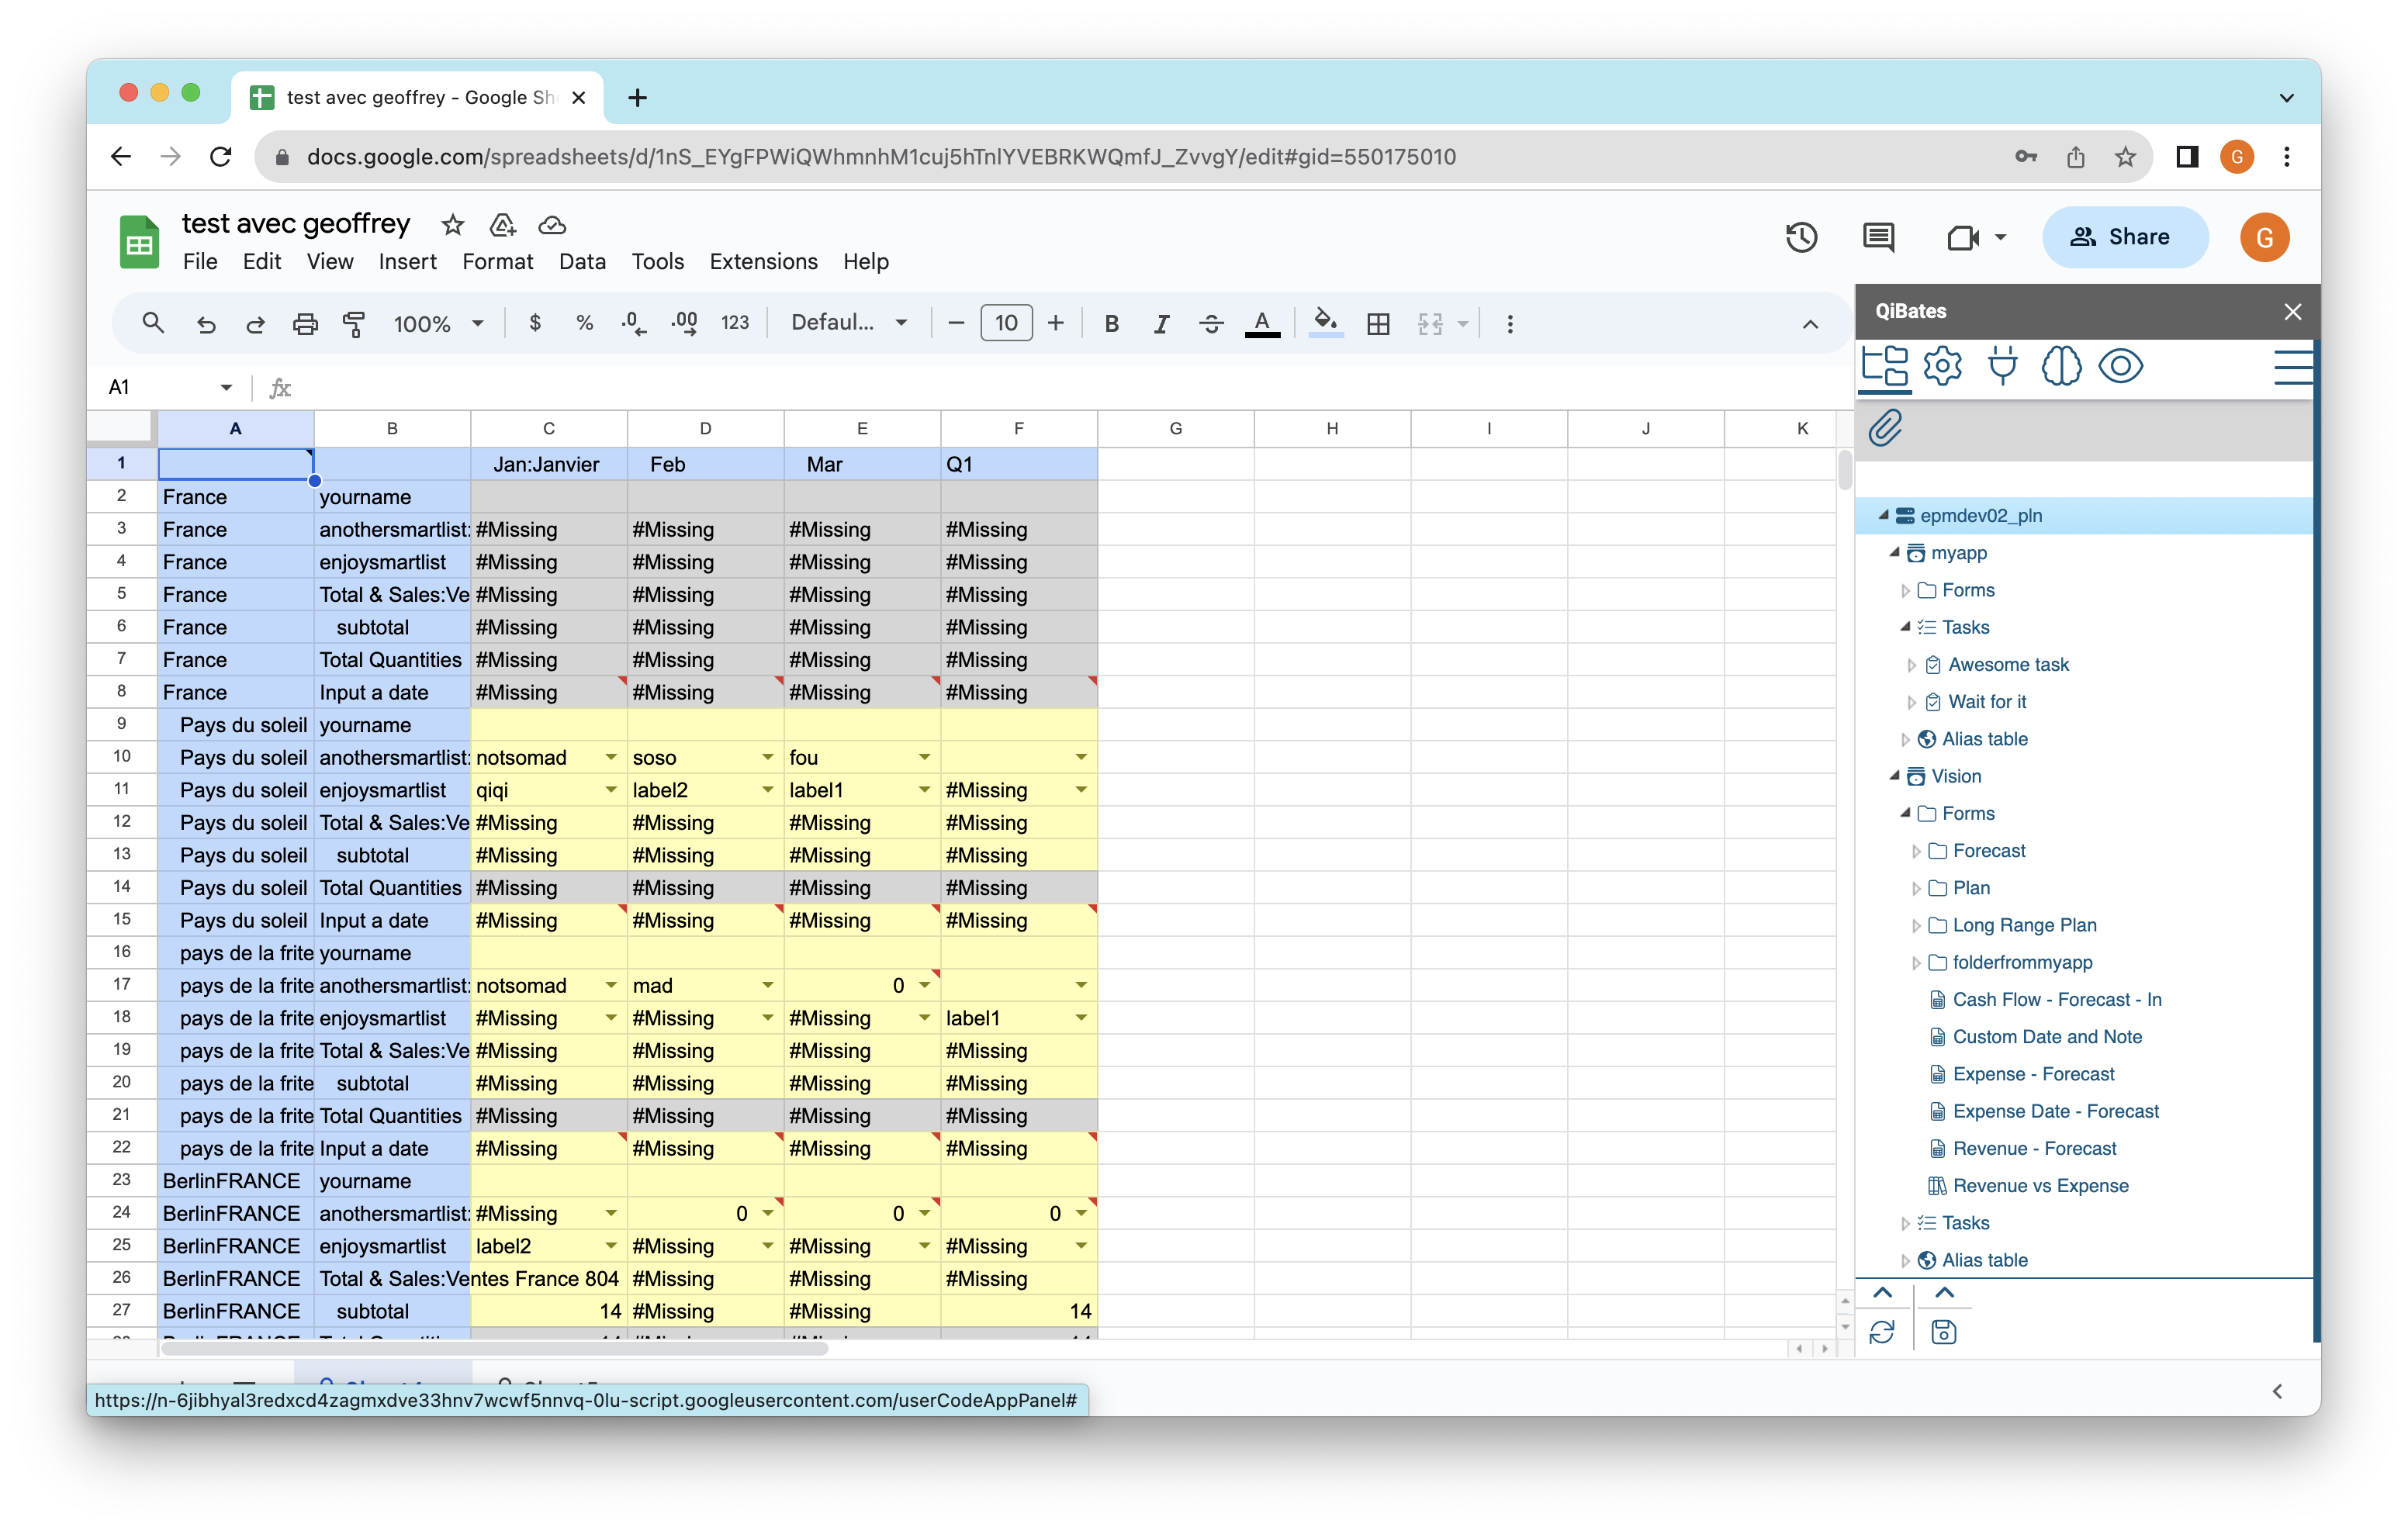 test avec geoffrey - Google Sh
docs.google.com/spreadsheets/d/1nS_EYgFPWiQWhmnhM1cuj5hTnlYVEBRKWQmfJ_ZvvgY/edit#gid=550175010
G
test avec geoffrey
File Edit View Insert Format Data Tools Extensions Help
Share
G
100% $ % .0 .00 123 Defaul... 10 B I S A
A1 fx
A B C D E F G H I J K
1 Jan:Janvier Feb Mar Q1
2 France yourname
3 France anothersmartlist: #Missing #Missing #Missing #Missing
4 France enjoysmartlist #Missing #Missing #Missing #Missing
5 France Total & Sales:Ve #Missing #Missing #Missing #Missing
6 France subtotal #Missing #Missing #Missing #Missing
7 France Total Quantities #Missing #Missing #Missing #Missing
8 France Input a date #Missing #Missing #Missing #Missing
9 Pays du soleil yourname
10 Pays du soleil anothersmartlist: notsomad soso fou
11 Pays du soleil enjoysmartlist qiqi label2 label1 #Missing
12 Pays du soleil Total & Sales:Ve #Missing #Missing #Missing #Missing
13 Pays du soleil subtotal #Missing #Missing #Missing #Missing
14 Pays du soleil Total Quantities #Missing #Missing #Missing #Missing
15 Pays du soleil Input a date #Missing #Missing #Missing #Missing
16 pays de la frite yourname
17 pays de la frite anothersmartlist: notsomad mad 0
18 pays de la frite enjoysmartlist #Missing #Missing #Missing label1
19 pays de la frite Total & Sales:Ve #Missing #Missing #Missing #Missing
20 pays de la frite subtotal #Missing #Missing #Missing #Missing
21 pays de la frite Total Quantities #Missing #Missing #Missing #Missing
22 pays de la frite Input a date #Missing #Missing #Missing #Missing
23 BerlinFRANCE yourname
24 BerlinFRANCE anothersmartlist: #Missing 0 0 0
25 BerlinFRANCE enjoysmartlist label2 #Missing #Missing #Missing
26 BerlinFRANCE Total & Sales:Ventes France 804 #Missing #Missing #Missing
27 BerlinFRANCE subtotal 14 #Missing #Missing 14
https://n-6jibhyal3redxcd4zagmxdve33hnv7wcwf5nnvq-0lu-script.googleusercontent.com/userCodeAppPanel#
QiBates
epmdev02_pln
myapp
Forms
Tasks
Awesome task
Wait for it
Alias table
Vision
Forms
Forecast
Plan
Long Range Plan
folderfrommyapp
Cash Flow - Forecast - In
Custom Date and Note
Expense - Forecast
Expense Date - Forecast
Revenue - Forecast
Revenue vs Expense
Tasks
Alias table